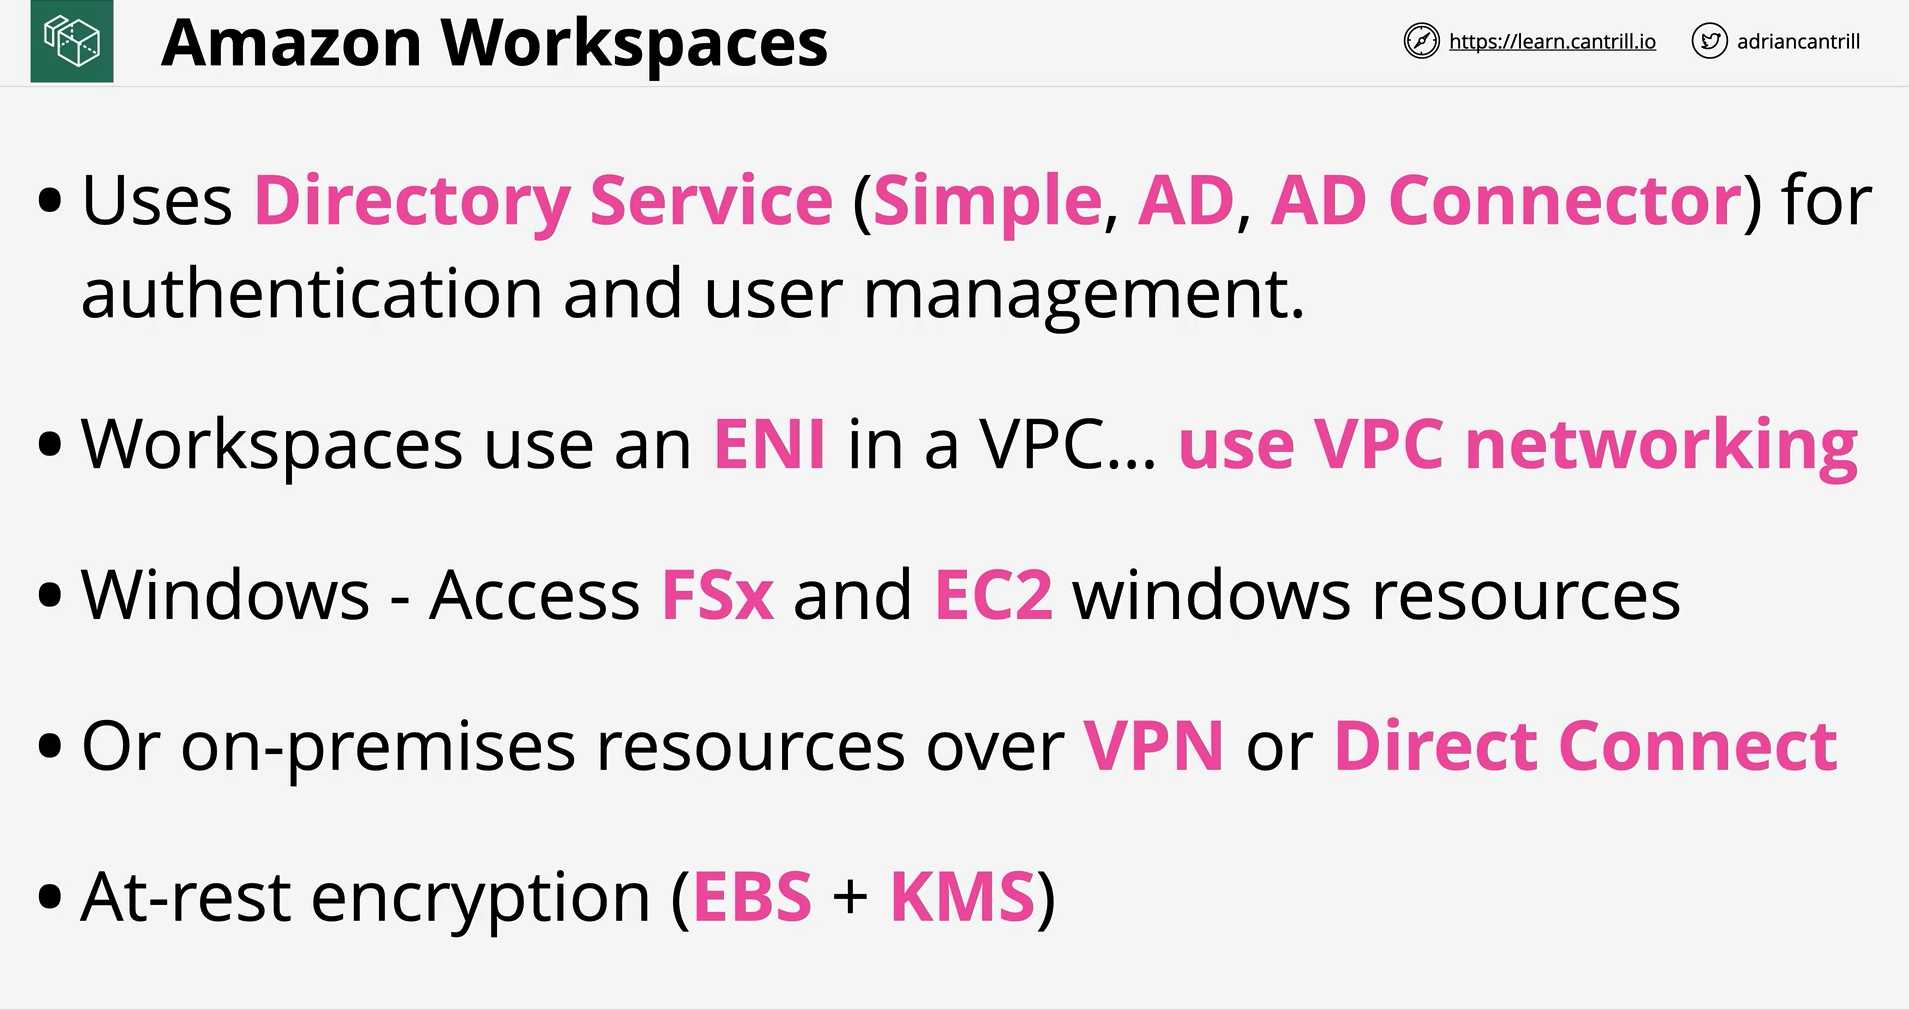 Amazon Workspaces
https://learn.cantrill.io
adriancantrill
• Uses Directory Service (Simple, AD, AD Connector) for
authentication and user management.
• Workspaces use an ENI in a VPC... use VPC networking
• Windows - Access FSx and EC2 windows resources
• Or on-premises resources over VPN or Direct Connect
• At-rest encryption (EBS + KMS)